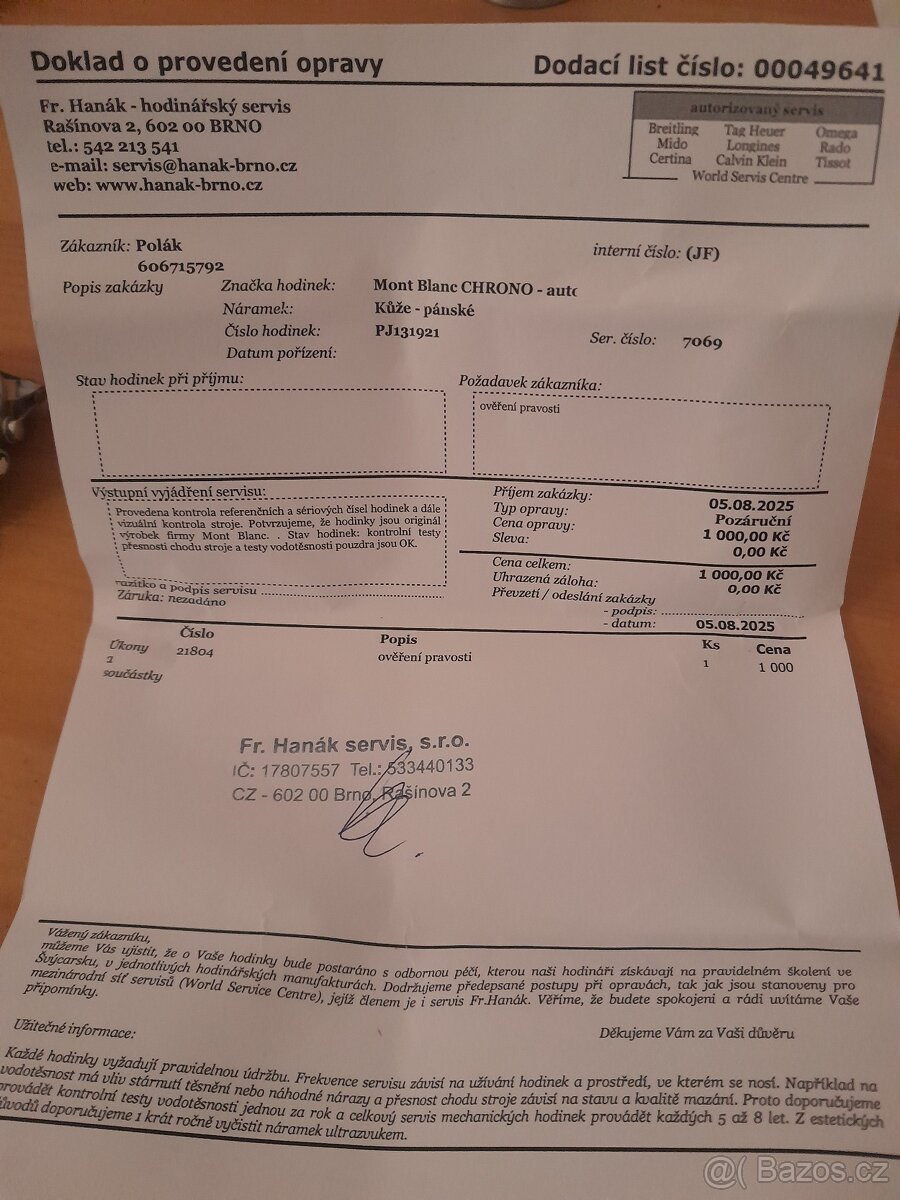 Doklad o provedení opravy
Dodací list číslo: 00049641
Fr. Hanák - hodinářský servis
Rašínova 2, 602 00 BRNO
tel.: 542 213 541
e-mail: servis@hanak-brno.cz
web: www.hanak-brno.cz
autorizovaný servis
Breitling Tag Heuer Omega
Mido Longines Rado
Certina Calvin Klein Tissot
World Servis Centre
Zákazník: Polák
606715792
interní číslo: (JF)
Popis zakázky
Značka hodinek: Mont Blanc CHRONO - auto
Náramek: Kůže - pánské
Číslo hodinek: PJ131921
Ser. číslo: 7069
Datum pořízení:
Stav hodinek při příjmu:
Požadavek zákazníka:
ověření pravosti
Výstupní vyjádření servisu:
Provedena kontrola referenčních a sériových čísel hodinek a dále
vizuální kontrola stroje. Potvrzujeme, že hodinky jsou originál
výrobek firmy Mont Blanc. . Stav hodinek: kontrolní testy
přesnosti chodu stroje a testy vodotěsnosti pouzdra jsou OK.
razítko a podpis servisu
Záruka: nezadáno
Příjem zakázky: 05.08.2025
Typ opravy: Pozáruční
Cena opravy: 1 000,00 Kč
Sleva: 0,00 Kč
Cena celkem: 1 000,00 Kč
Uhrazená záloha: 0,00 Kč
Převzetí / odeslání zakázky
- podpis:
- datum: 05.08.2025
Číslo Popis Ks Cena
Úkony
1 21804 ověření pravosti 1 1 000
součástky
Fr. Hanák servis, s.r.o.
IČ: 17807557 Tel.: 533440133
CZ - 602 00 Brno, Rašínova 2
Vážený zákazníku,
můžeme Vás ujistit, že o Vaše hodinky bude postaráno s odbornou péčí, kterou naši hodináři získávají na pravidelném školení ve
Švýcarsku, v jednotlivých hodinářských manufakturách. Dodržujeme předepsané postupy při opravách, tak jak jsou stanoveny pro
mezinárodní síť servisů (World Service Centre), jejíž členem je i servis Fr.Hanák. Věříme, že budete spokojeni a rádi uvítáme Vaše
připomínky.
Děkujeme Vám za Vaši důvěru
Užitečné informace:
Každé hodinky vyžadují pravidelnou údržbu. Frekvence servisu závisí na užívání hodinek a prostředí, ve kterém se nosí. Například na
vodotěsnost má vliv stárnutí těsnění nebo náhodné nárazy a přesnost chodu stroje závisí na stavu a kvalitě mazání. Proto doporučujeme
provádět kontrolní testy vodotěsnosti jednou za rok a celkový servis mechanických hodinek provádět každých 5 až 8 let. Z estetických
důvodů doporučujeme 1 krát ročně vyčistit náramek ultrazvukem.
@( Bazos.cz